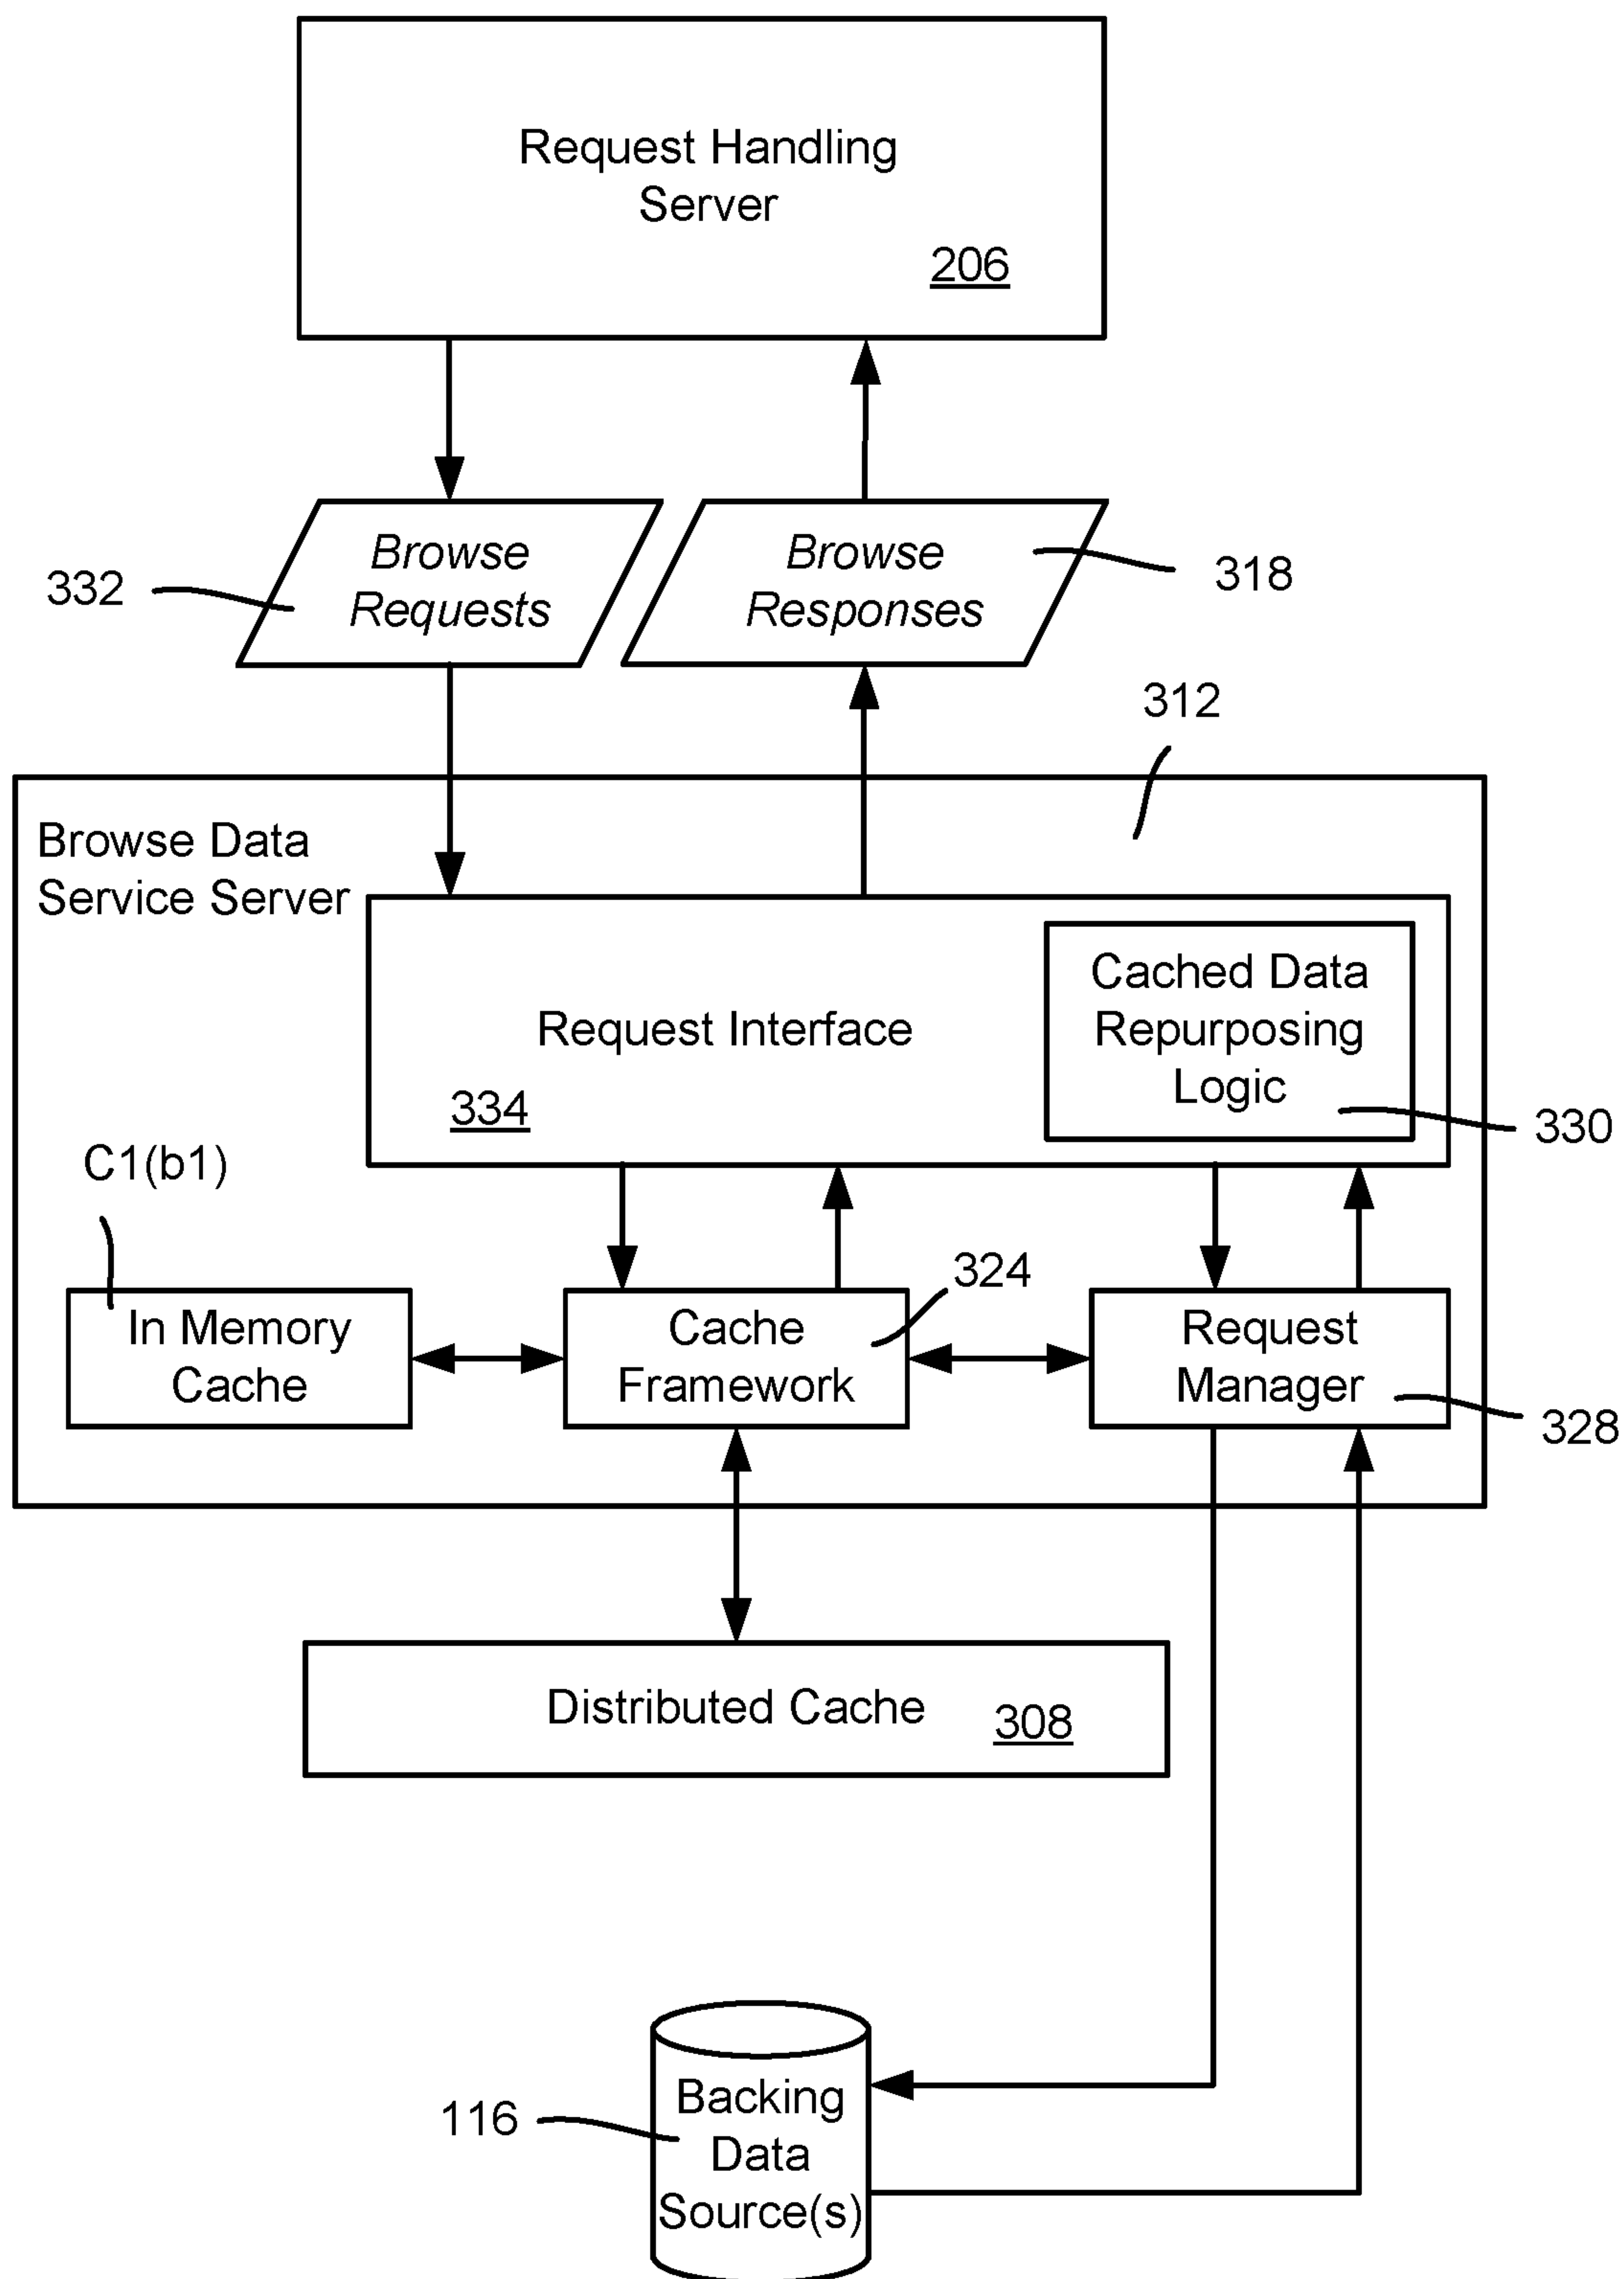 Request Handling
Server
206
Browse
Requests
332
Browse
Responses
318
312
Browse Data
Service Server
Request Interface
334
Cached Data
Repurposing
Logic
330
C1(b1)
In Memory
Cache
Cache
Framework
324
Request
Manager
328
Distributed Cache
308
116
Backing
Data
Source(s)